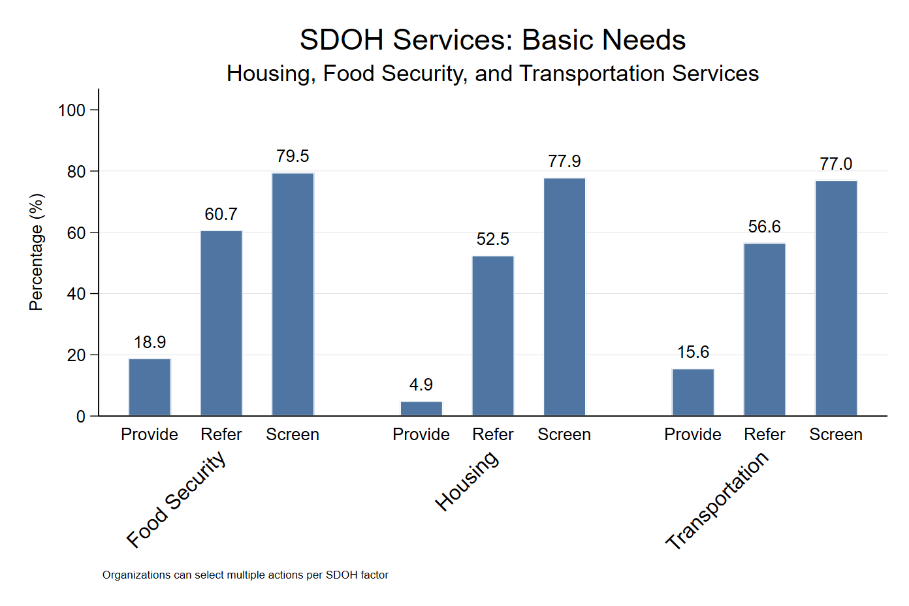 SDOH Services: Basic Needs
Housing, Food Security, and Transportation Services
Percentage (%)
100
80
60
40
20
0
18.9
60.7
79.5
4.9
52.5
77.9
15.6
56.6
77.0
Provide Refer Screen Provide Refer Screen Provide Refer Screen
Food Security
Housing
Transportation
Organizations can select multiple actions per SDOH factor